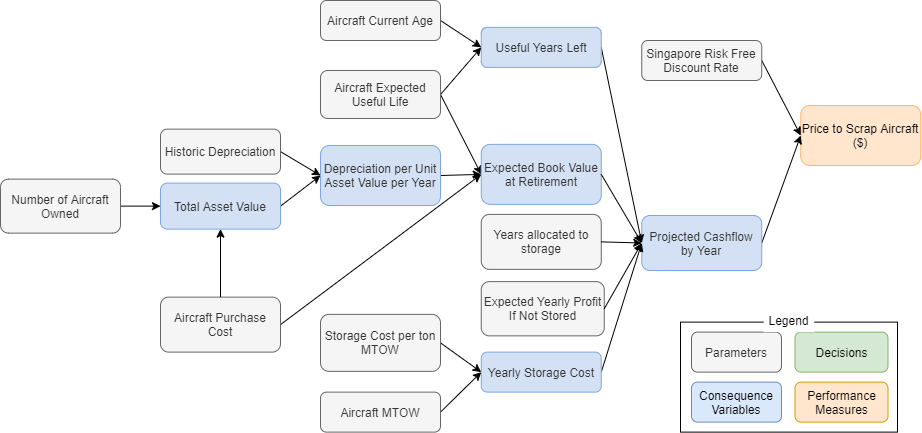 Aircraft Current Age
Useful Years Left
Singapore Risk Free
Discount Rate
Aircraft Expected
Useful Life
Price to Scrap Aircraft
($)
Historic Depreciation
Depreciation per Unit
Asset Value per Year
Expected Book Value
at Retirement
Number of Aircraft
Owned
Total Asset Value
Years allocated to
storage
Projected Cashflow
by Year
Aircraft Purchase
Cost
Expected Yearly Profit
If Not Stored
Storage Cost per ton
MTOW
Yearly Storage Cost
Aircraft MTOW
Legend
Parameters
Decisions
Consequence
Variables
Performance
Measures